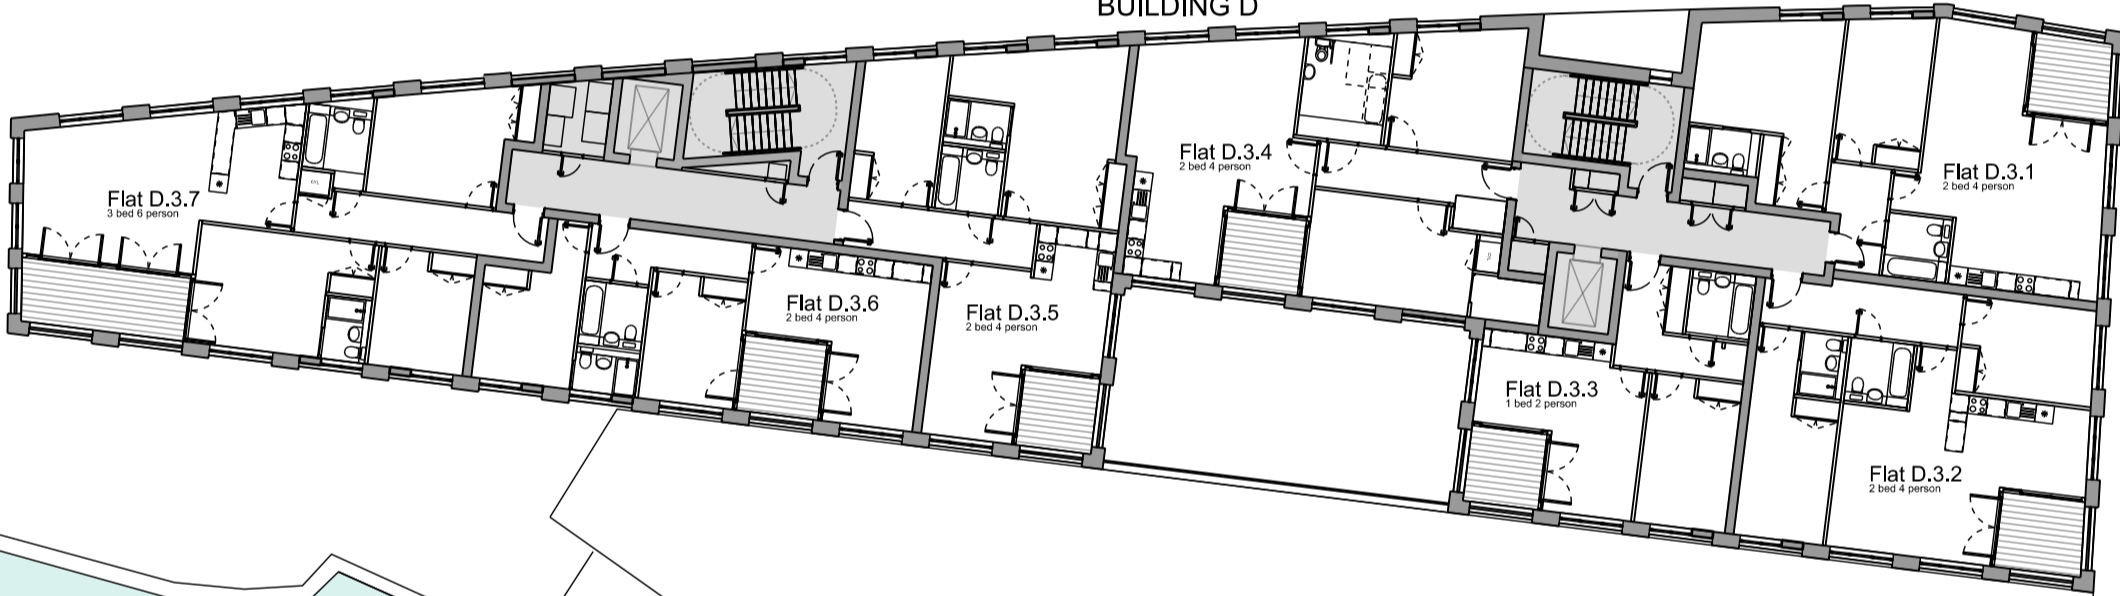 BUILDING D
Flat D.3.7
3 bed 6 person
Flat D.3.6
2 bed 4 person
Flat D.3.5
2 bed 4 person
Flat D.3.4
2 bed 4 person
Flat D.3.3
1 bed 2 person
Flat D.3.1
2 bed 4 person
Flat D.3.2
2 bed 4 person